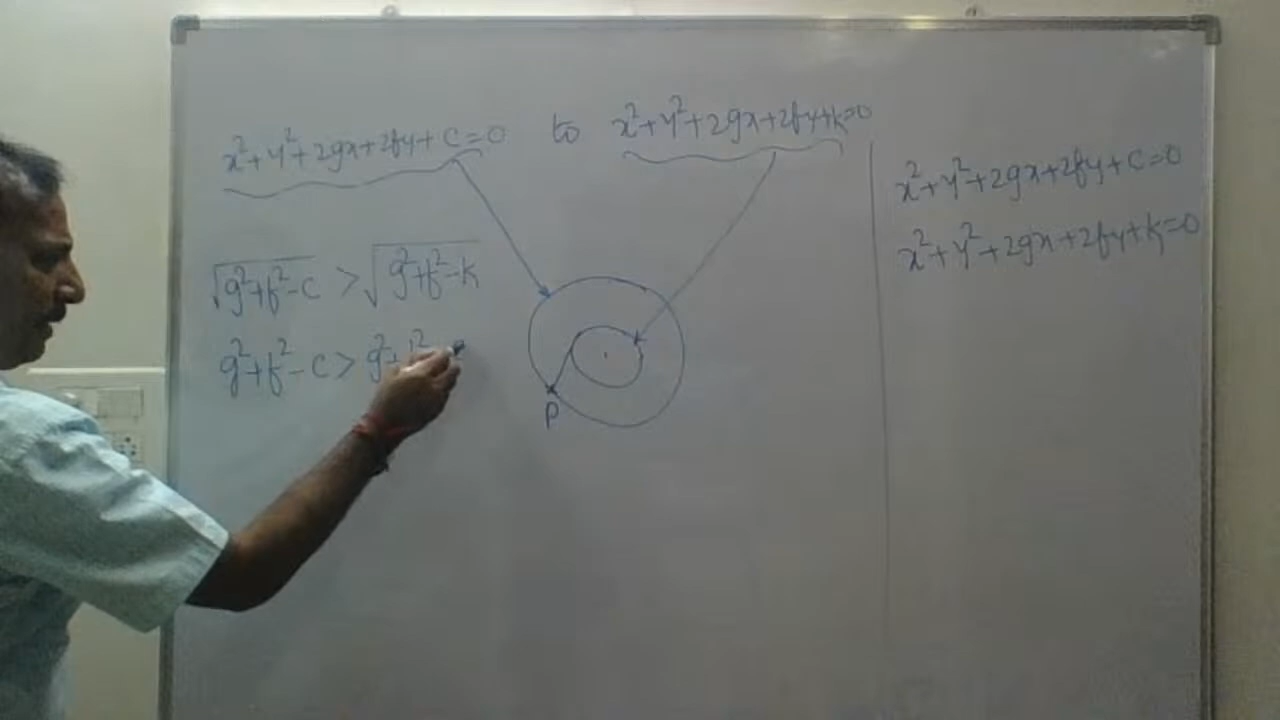 x²+y²+2gx+2fy+c=0 to x²+y²+2gx+2fy+k=0
√g²+f²-c > √g²+f²-k
g²+f²-c > g²+f²
P
x²+y²+2gx+2fy+c=0
x²+y²+2gx+2fy+k=0